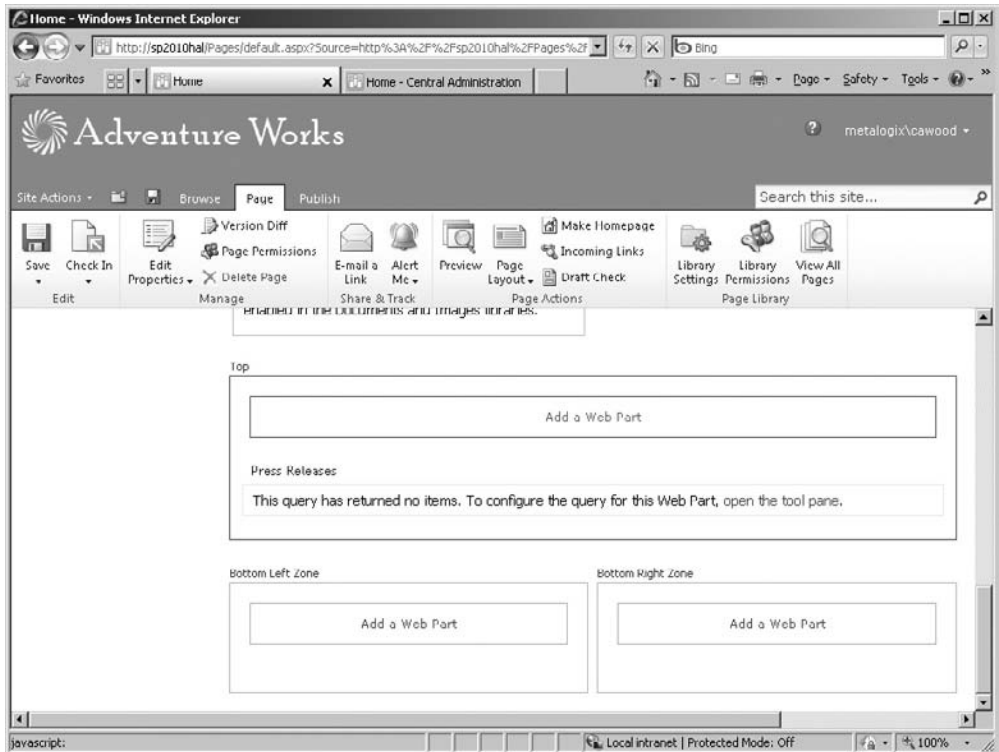 Home - Windows Internet Explorer
http://sp2010hal/Pages/default.aspx?Source=http%3A%2F%2Fsp2010hal%2FPages%2f
Bing
Favorites
Home
Home - Central Administration
Page
Safety
Tools
Adventure Works
metalogix\cawood
Site Actions
Browse
Page
Publish
Search this site...
Save
Check In
Edit
Edit Properties
Version Diff
Page Permissions
Delete Page
Manage
E-mail a Link
Alert Me
Share & Track
Preview
Page Layout
Make Homepage
Incoming Links
Draft Check
Page Actions
Library Settings
Library Permissions
View All Pages
Page Library
enabled in the Documents and Images libraries.
Top
Add a Web Part
Press Releases
This query has returned no items. To configure the query for this Web Part, open the tool pane.
Bottom Left Zone
Bottom Right Zone
Add a Web Part
Add a Web Part
javascript:
Local intranet | Protected Mode: Off
100%